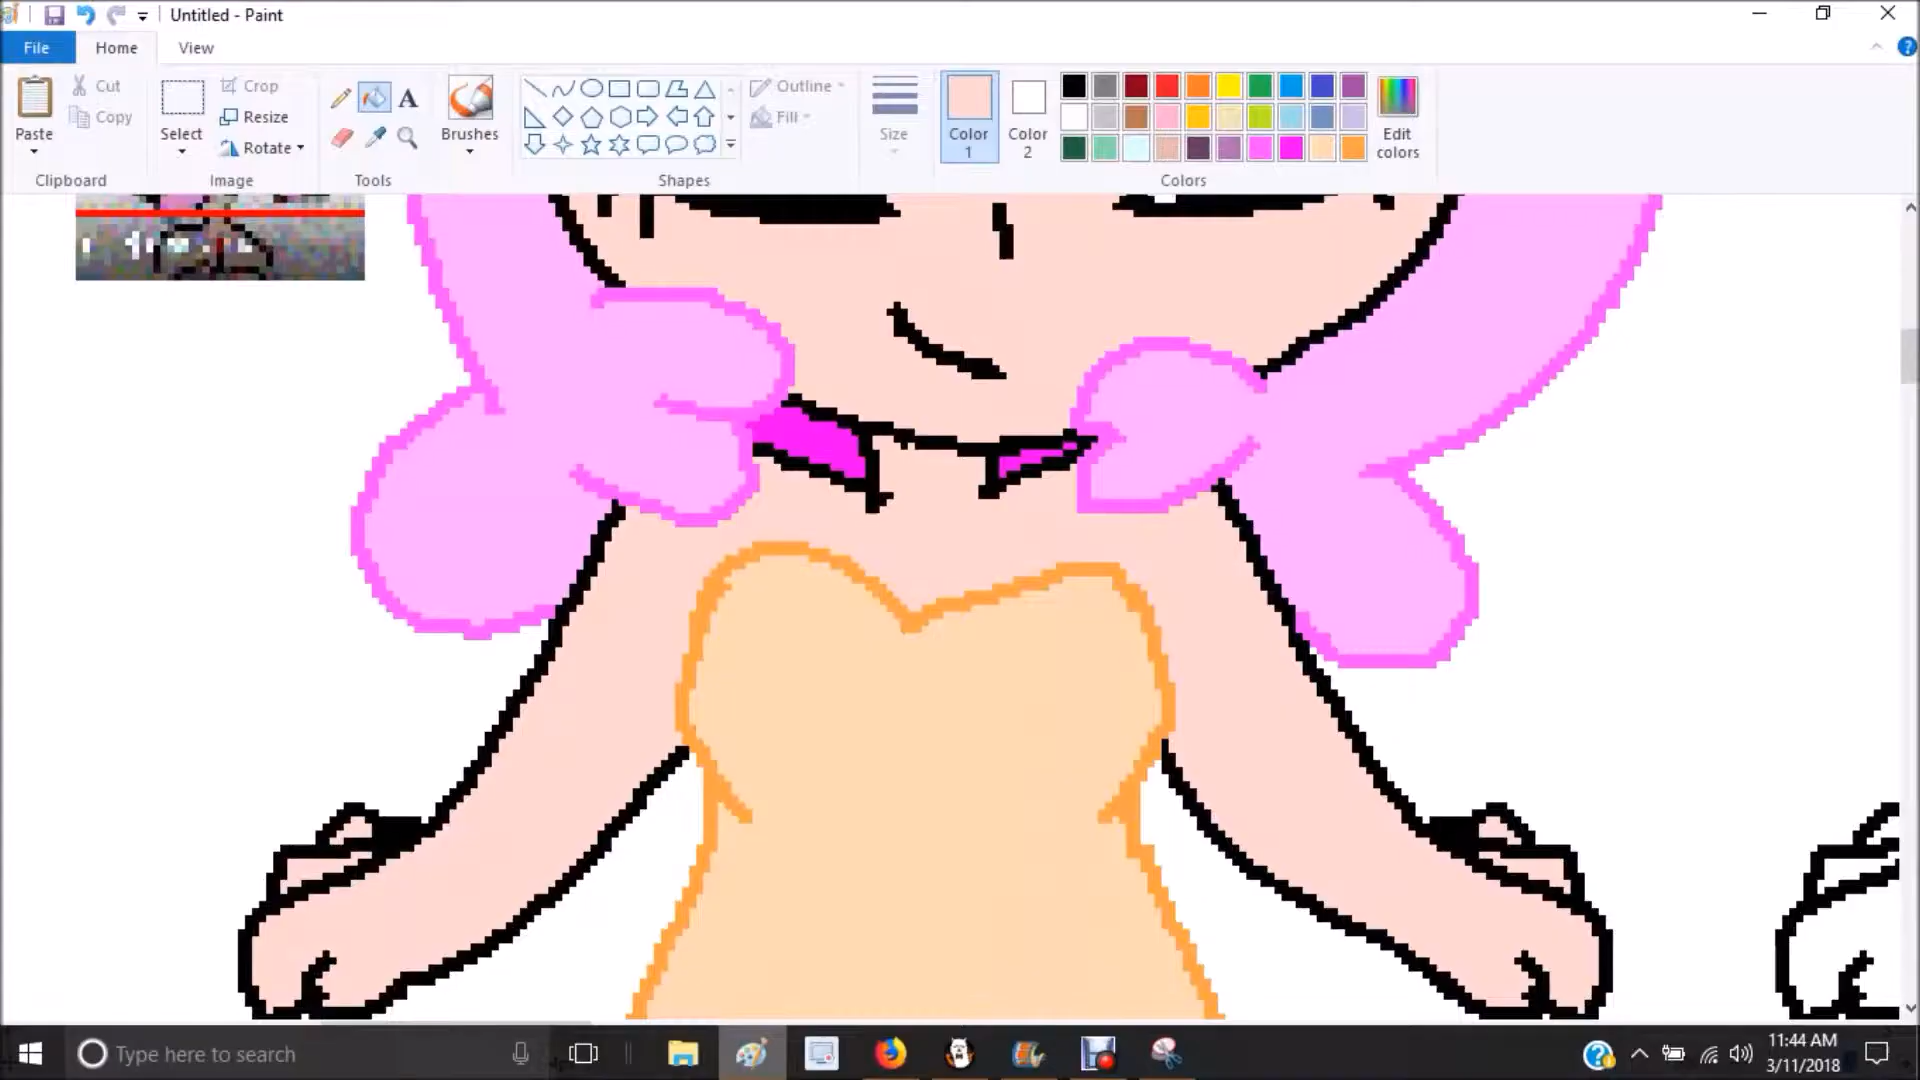 Untitled - Paint
File Home View
Paste
Cut
Copy
Clipboard
Select
Crop
Resize
Rotate
Image
A
Tools
Brushes
Shapes
Outline
Fill
Size
Color 1
Color 2
Edit colors
Colors
Type here to search
11:44 AM
3/11/2018